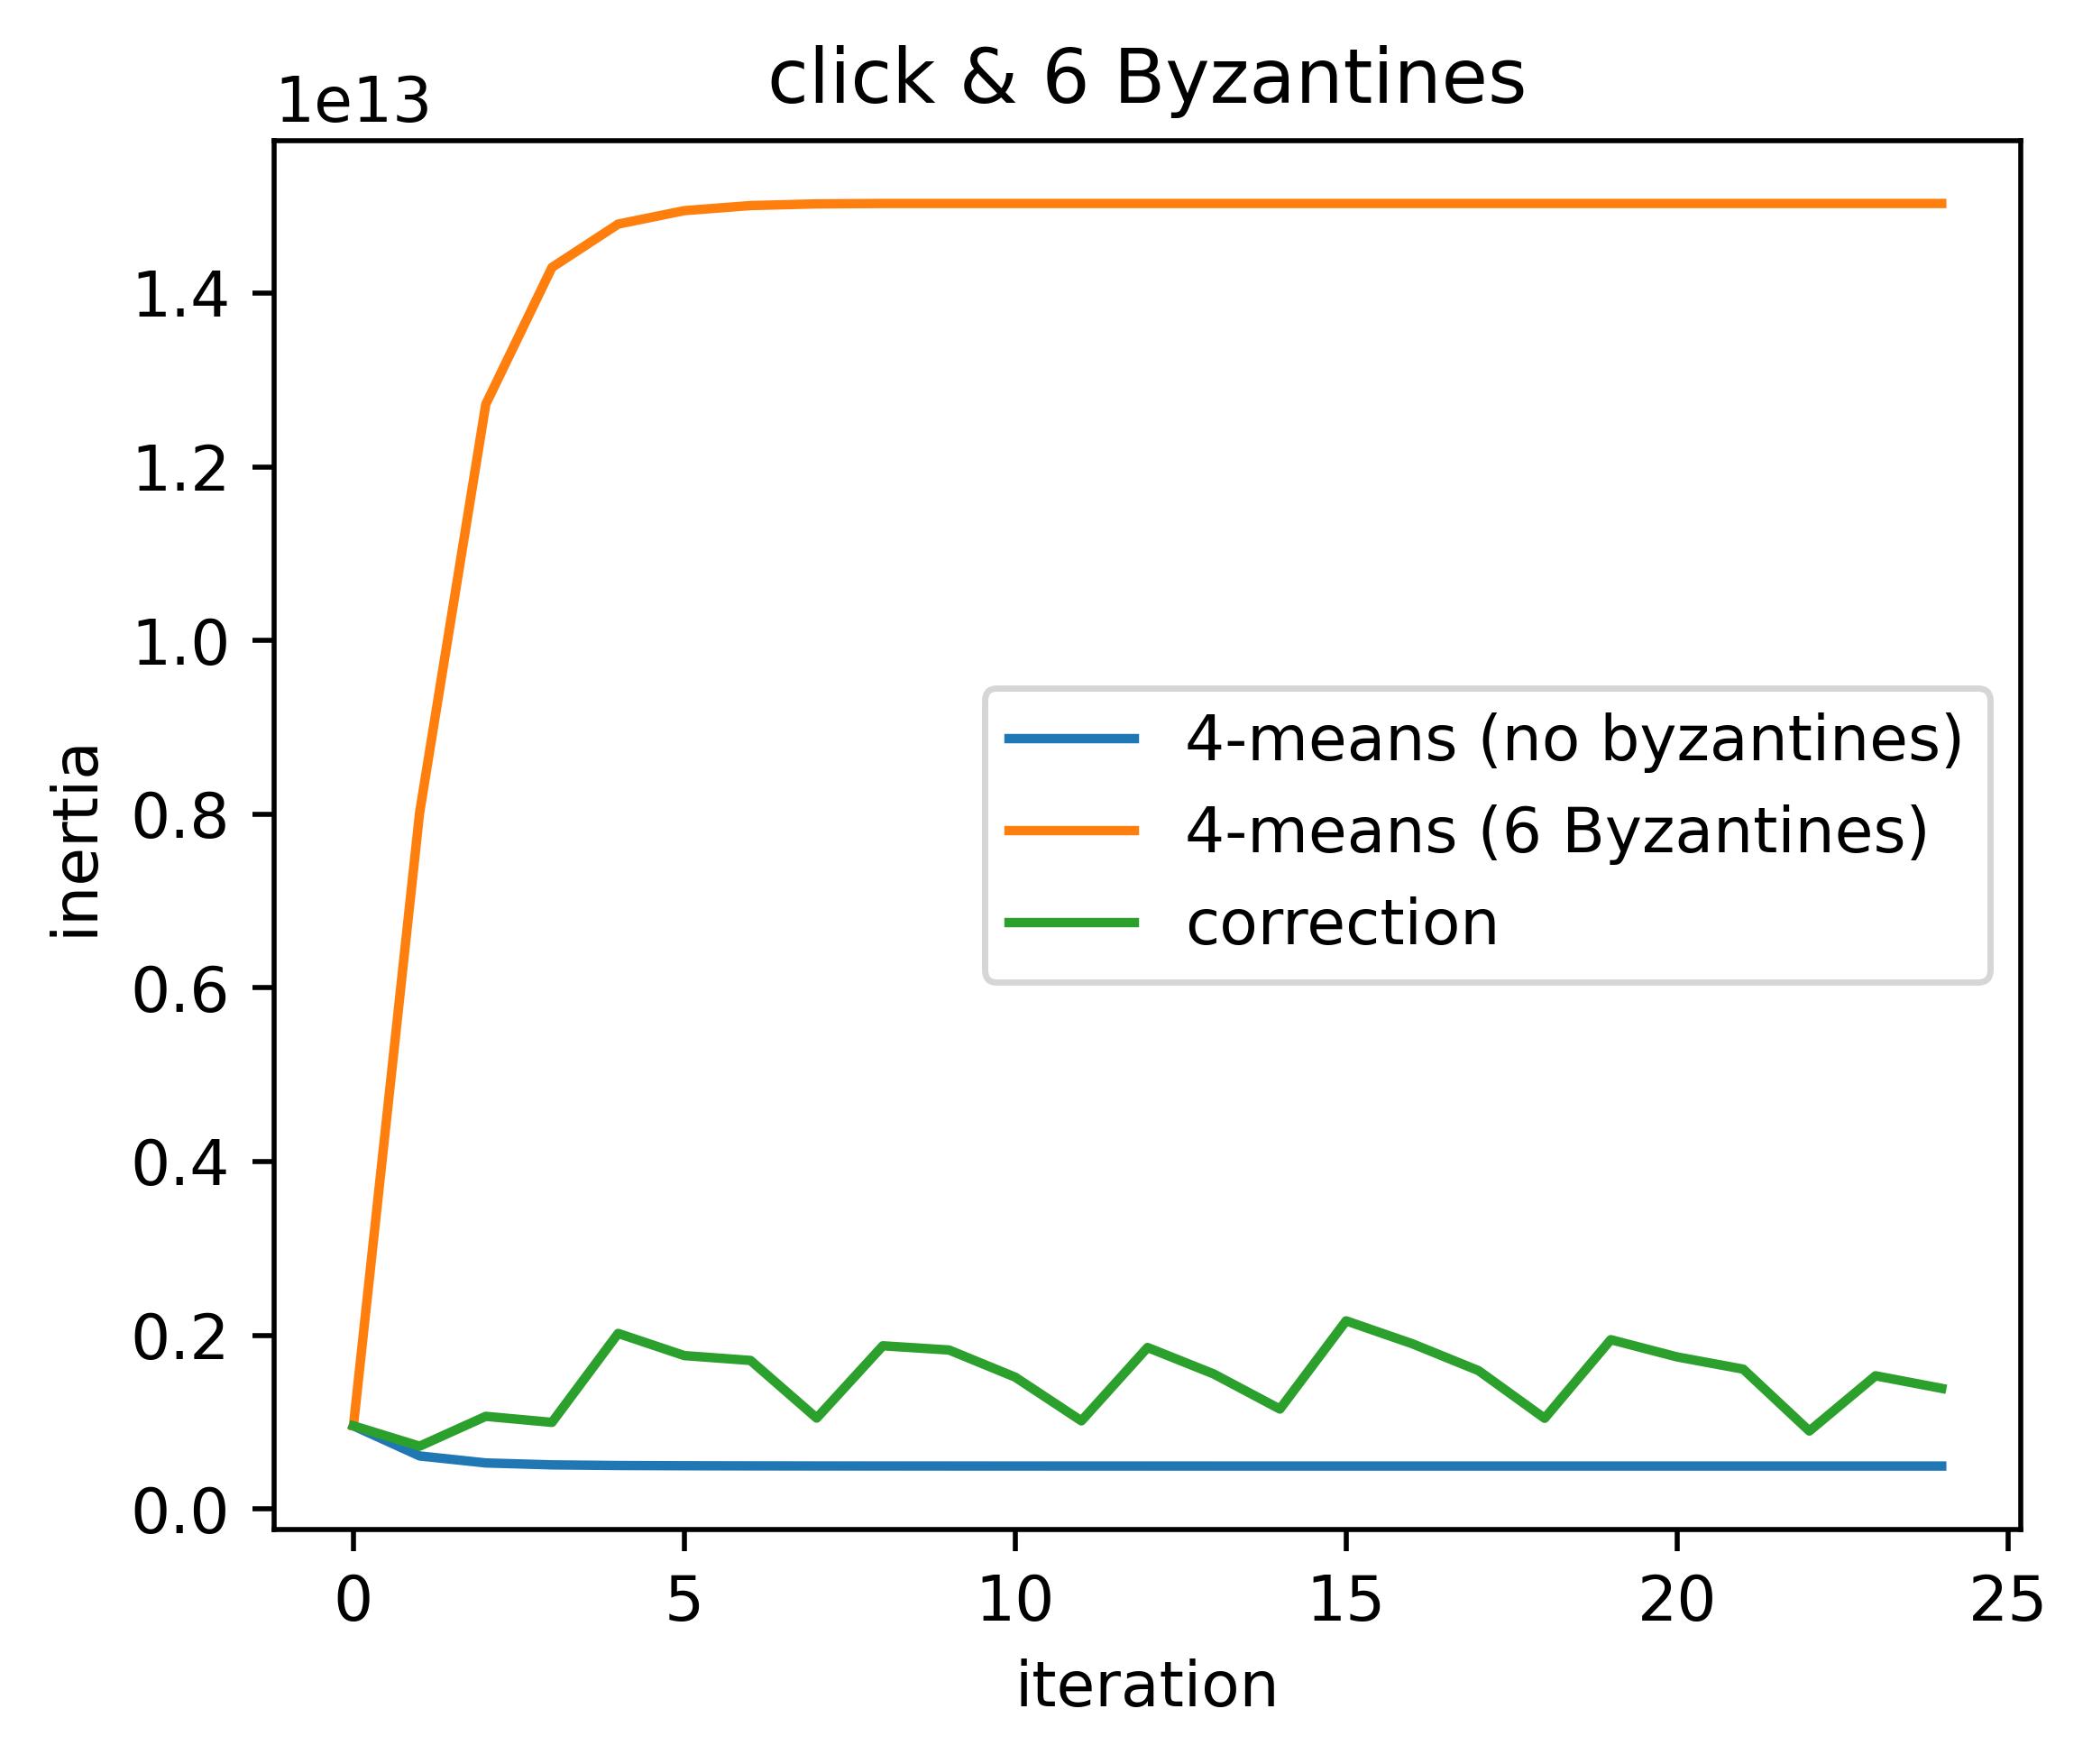 click & 6 Byzantines
1e13
1.4
1.2
1.0
0.8
0.6
0.4
0.2
0.0
inertia
4-means (no byzantines)
4-means (6 Byzantines)
correction
0 5 10 15 20 25
iteration